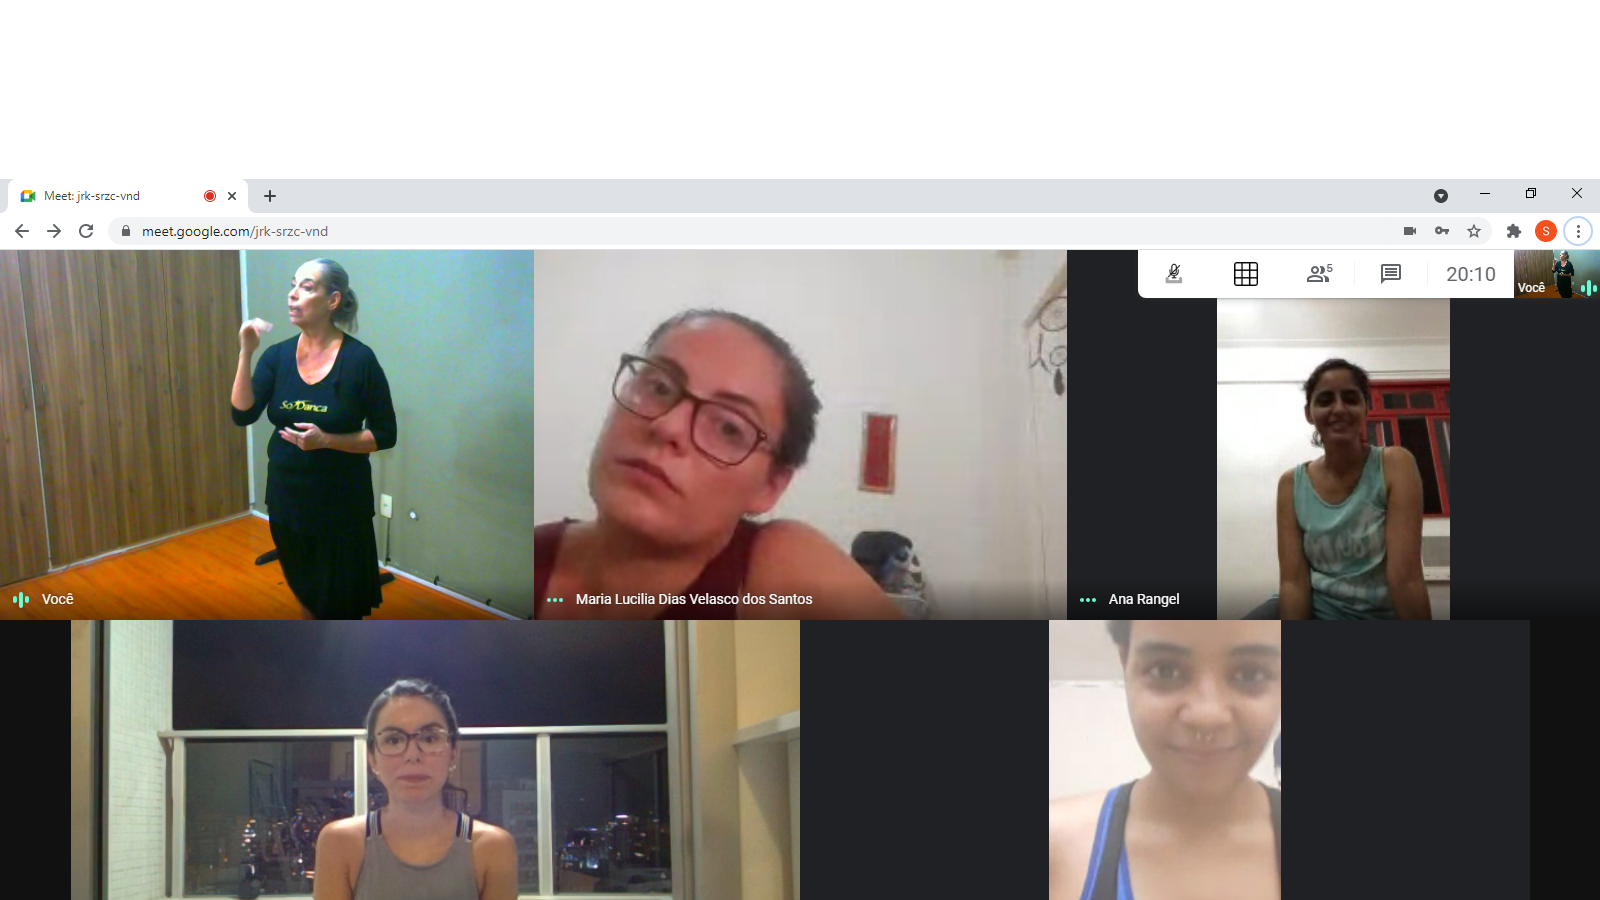 Meet: jrk-srzc-vnd
meet.google.com/jrk-srzc-vnd
S
5
20:10
Você
Só Dança
Você
Maria Lucilia Dias Velasco dos Santos
Ana Rangel